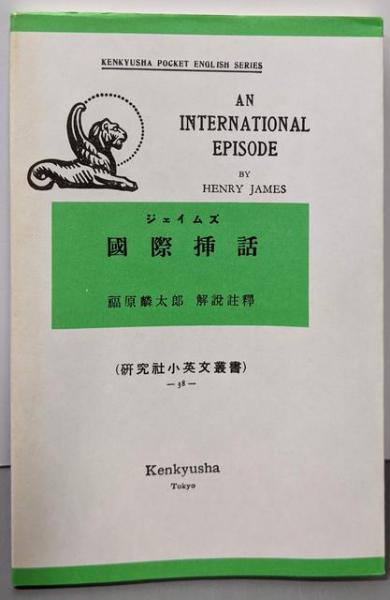 KENKYUSHA POCKET ENGLISH SERIES
AN
INTERNATIONAL
EPISODE
BY
HENRY JAMES
ジェイムズ
國際挿話
福原麟太郎 解說註釋
(研究社小英文叢書)
— 38 —
Kenkyusha
Tokyo